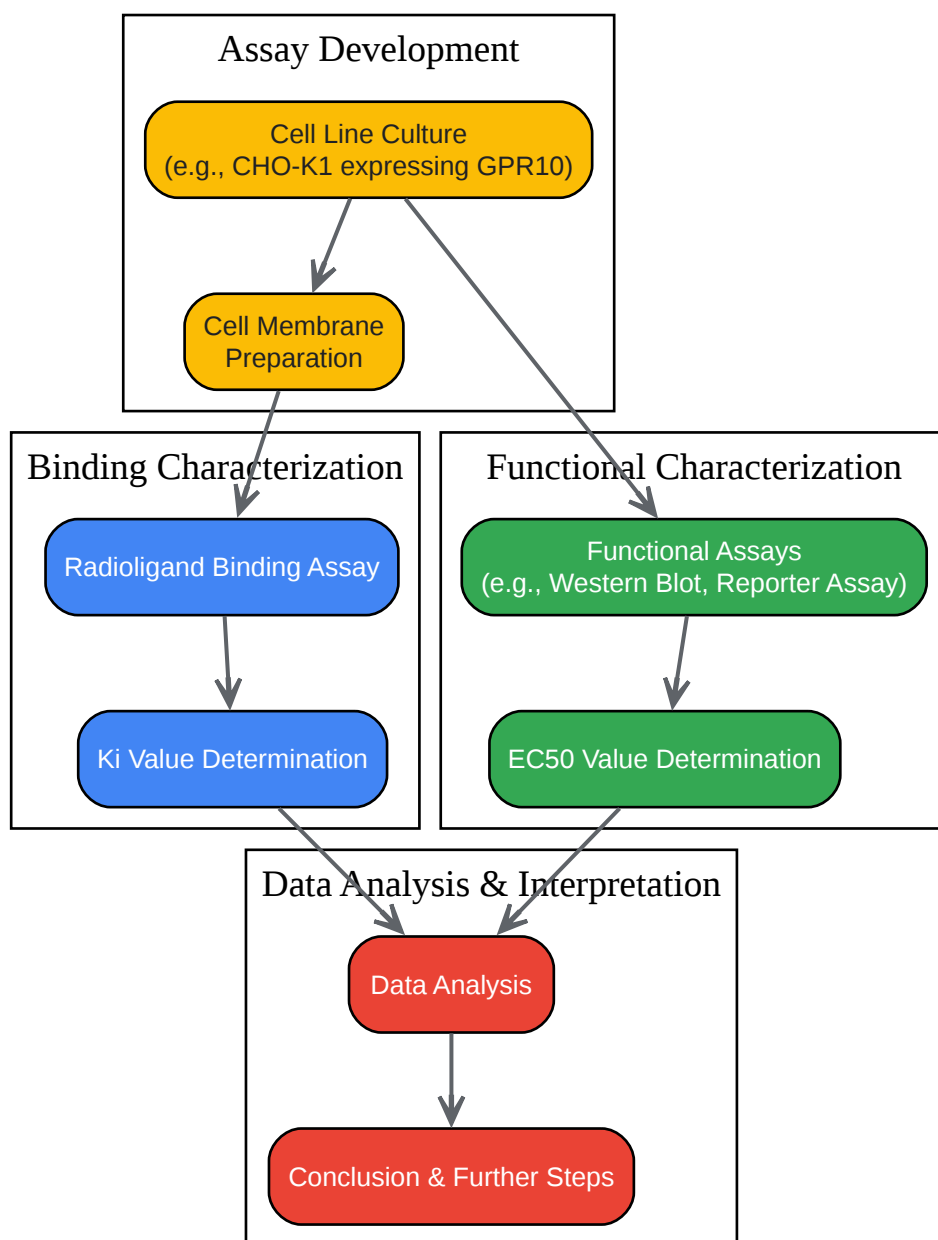 Assay Development
Cell Line Culture
(e.g., CHO-K1 expressing GPR10)
Cell Membrane
Preparation
Binding Characterization
Radioligand Binding Assay
Ki Value Determination
Functional Characterization
Functional Assays
(e.g., Western Blot, Reporter Assay)
EC50 Value Determination
Data Analysis & Interpretation
Data Analysis
Conclusion & Further Steps